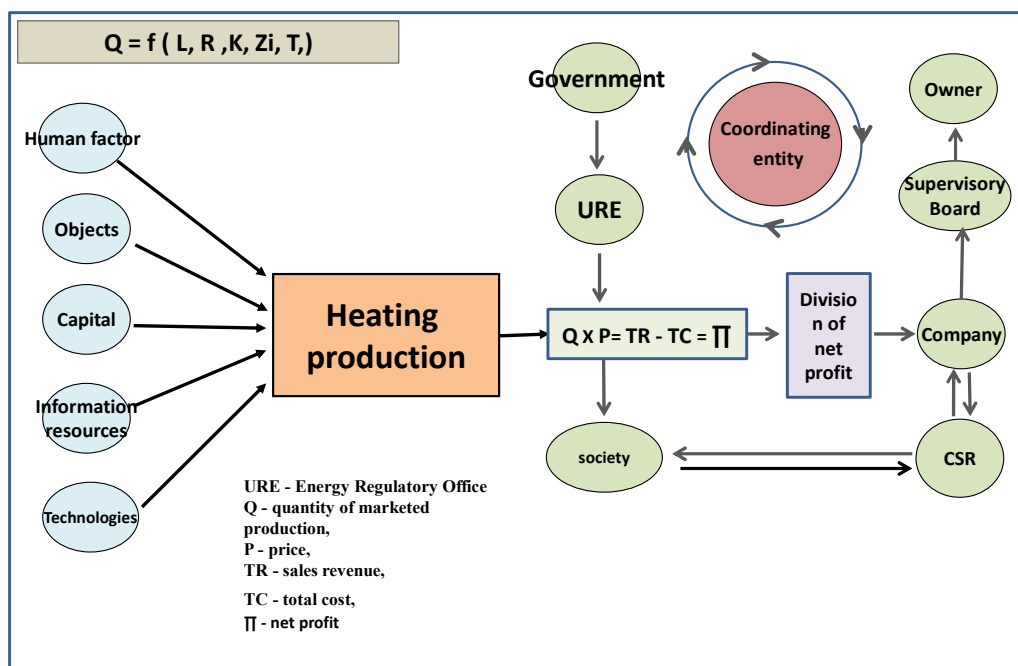 Q = f ( L, R ,K, Zi, T,)
Human factor
Objects
Capital
Information
resources
Technologies
Heating
production
Government
URE
Q X P= TR - TC = ∏
society
Coordinating
entity
Divisio
n of
net
profit
Owner
Supervisory
Board
Company
CSR
URE - Energy Regulatory Office
Q - quantity of marketed
production,
P - price,
TR - sales revenue,
TC - total cost,
∏ - net profit